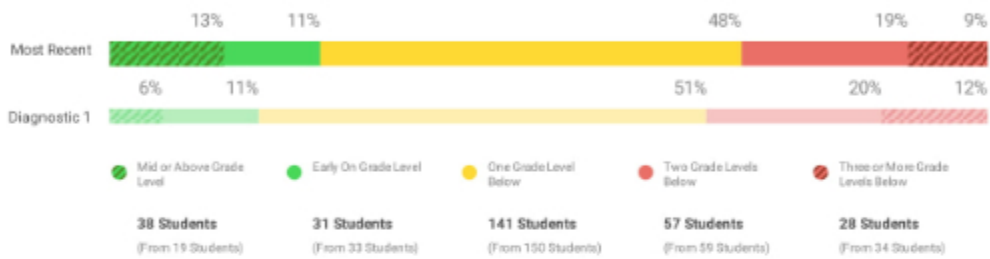 13% 11% 48% 19% 9%
Most Recent
6% 11% 51% 20% 12%
Diagnostic 1
Mid or Above Grade Level
Early On Grade Level
One Grade Level Below
Two Grade Levels Below
Three or More Grade Levels Below
38 Students 31 Students 141 Students 57 Students 28 Students
(From 19 Students) (From 33 Students) (From 150 Students) (From 59 Students) (From 34 Students)